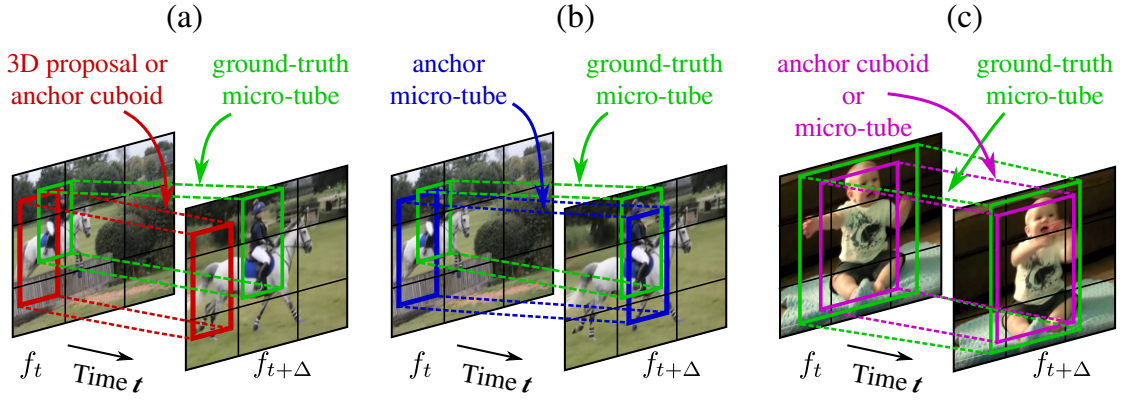 (a)
3D proposal or
anchor cuboid
ground-truth
micro-tube
f_t
Time t
f_{t+Δ}
(b)
anchor
micro-tube
ground-truth
micro-tube
f_t
Time t
f_{t+Δ}
(c)
anchor cuboid
or
micro-tube
ground-truth
micro-tube
f_t
Time t
f_{t+Δ}